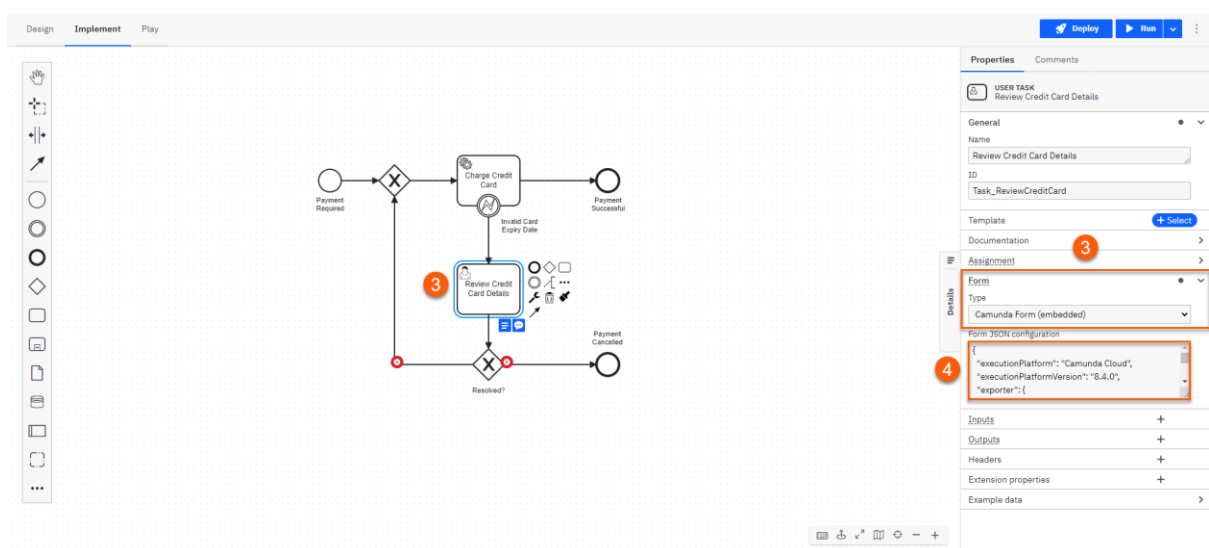 Design Implement Play
Deploy Run
Properties Comments
USER TASK
Review Credit Card Details
General
Name
Review Credit Card Details
ID
Task_ReviewCreditCard
Template + Select
Documentation
3
Assignment
Form
Type
Camunda Form (embedded)
Form JSON configuration
{
"executionPlatform": "Camunda Cloud",
"executionPlatformVersion": "8.4.0",
"exporter": {
4
Inputs
Outputs
Headers
Extension properties
Example data
Details
Payment
Required
X
Charge Credit
Card
Payment
Successful
Invalid Card
Expiry Date
3
Review Credit
Card Details
X
Resolved?
Payment
Cancelled